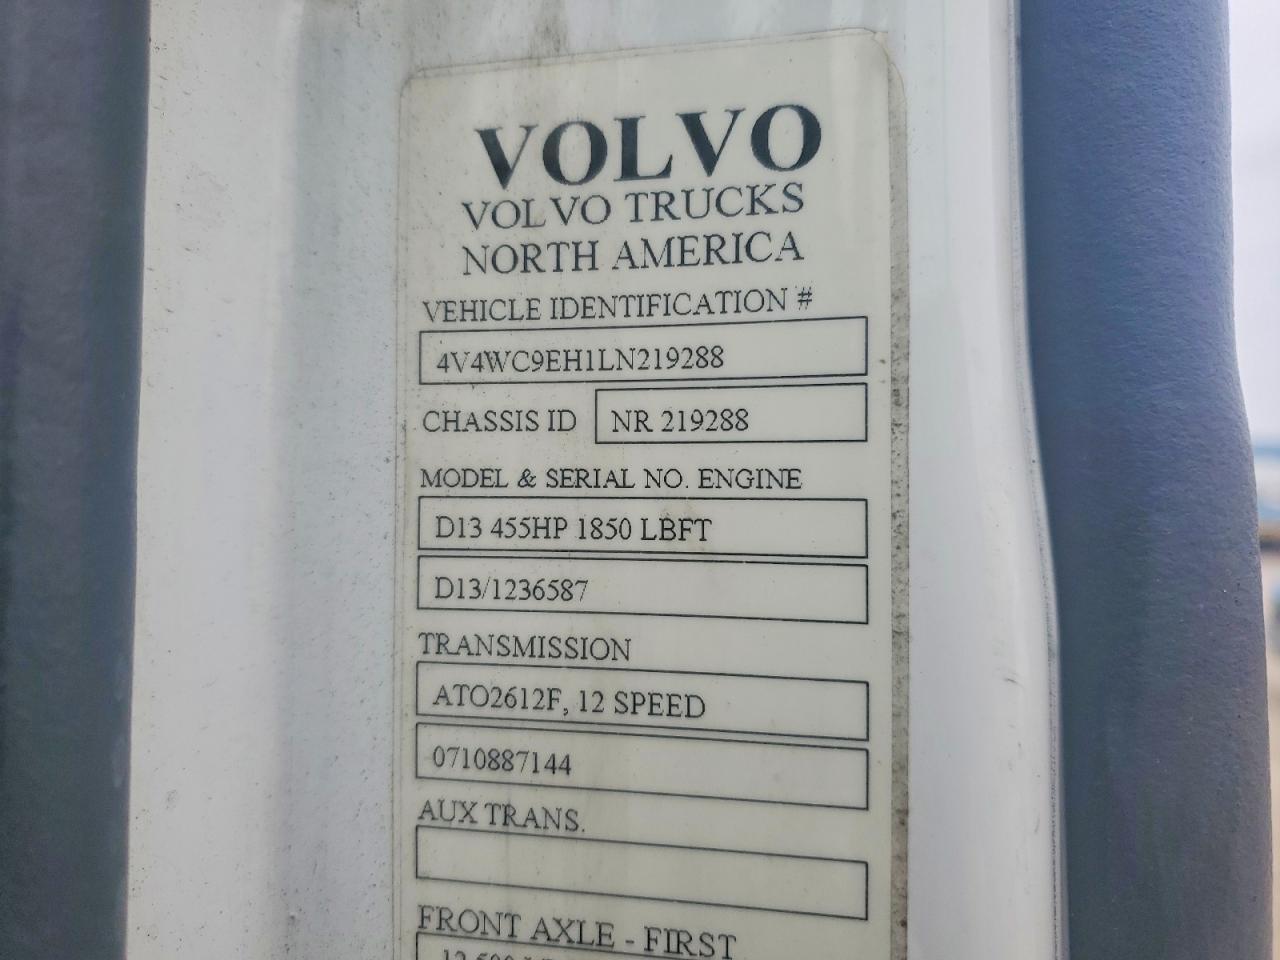 VOLVO
VOLVO TRUCKS
NORTH AMERICA
VEHICLE IDENTIFICATION #
4V4WC9EH1LN219288
CHASSIS ID NR 219288
MODEL & SERIAL NO. ENGINE
D13 455HP 1850 LBFT
D13/1236587
TRANSMISSION
ATO2612F, 12 SPEED
0710887144
AUX TRANS.
FRONT AXLE - FIRST